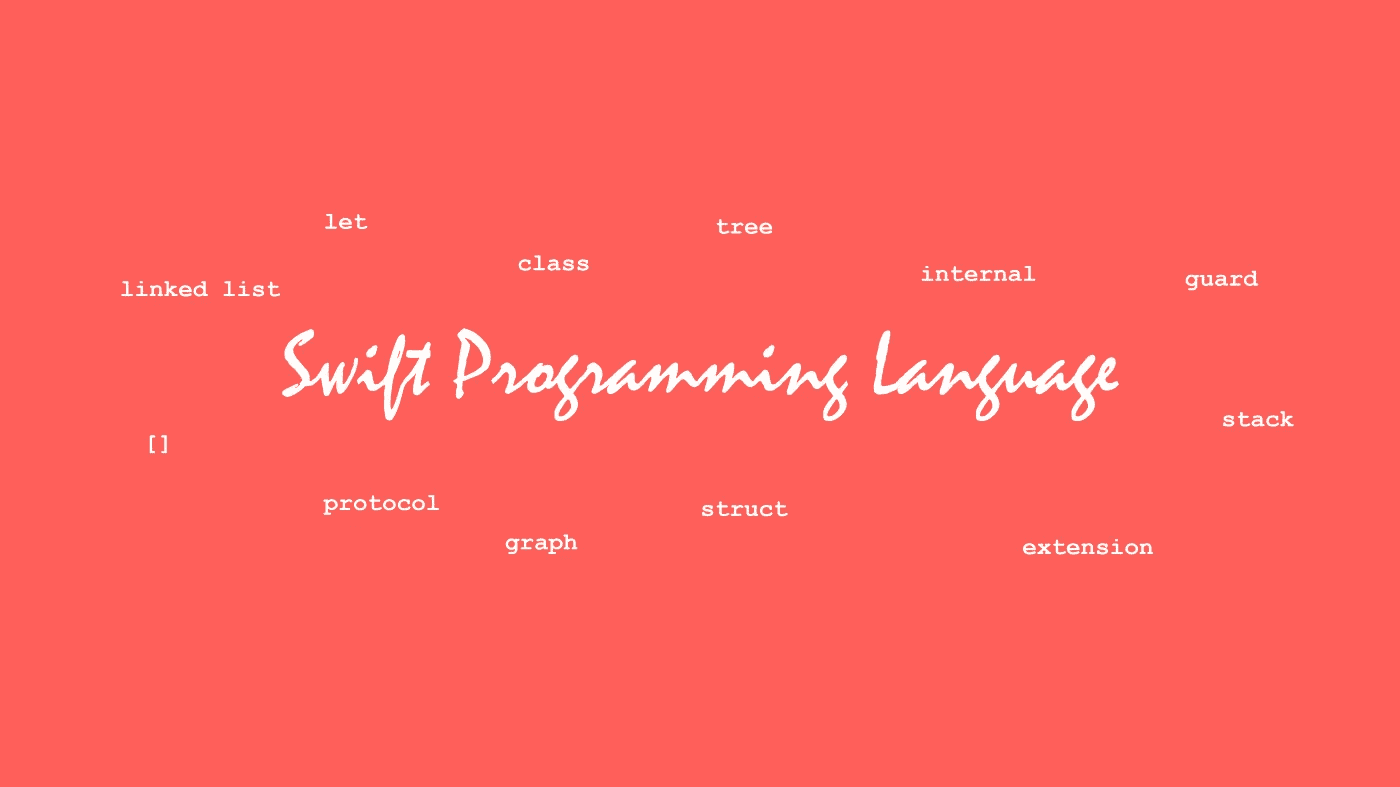 let
tree
class
internal
guard
linked list
Swift Programming Language
stack
[]
protocol
struct
graph
extension